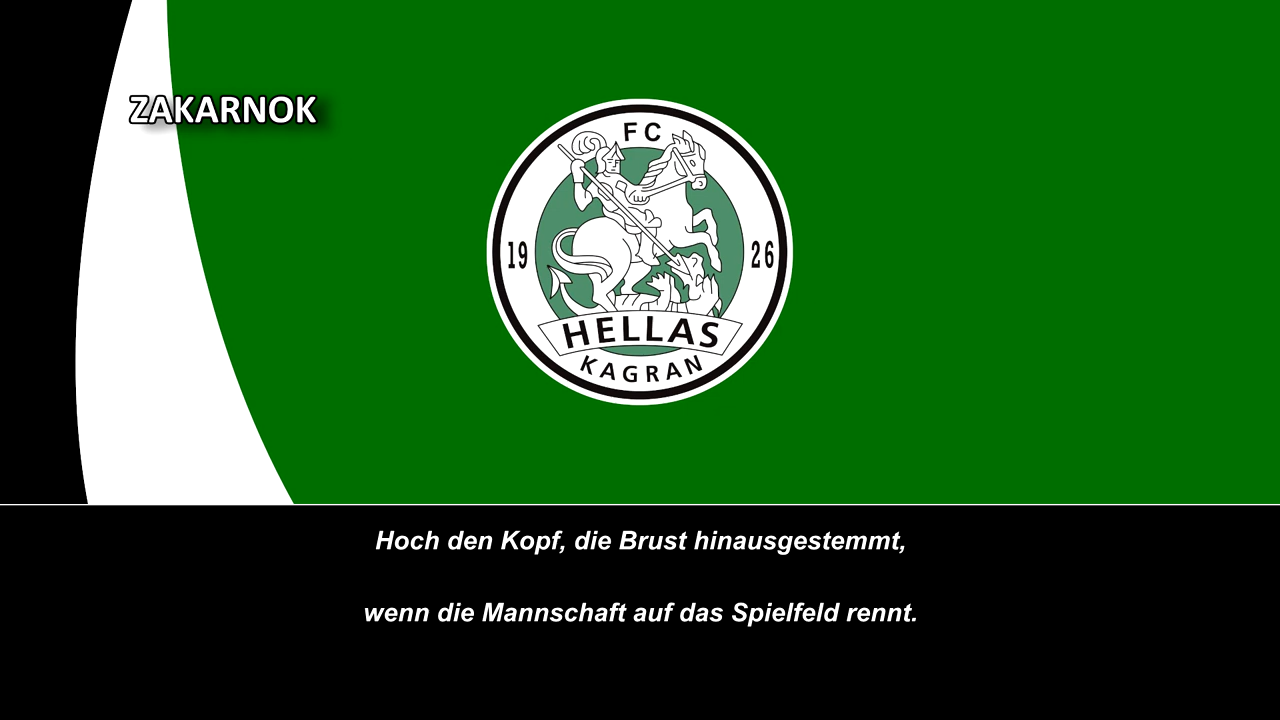 ZAKARNOK
FC
19 26
HELLAS
KAGRAN
Hoch den Kopf, die Brust hinausgestemmt,
wenn die Mannschaft auf das Spielfeld rennt.